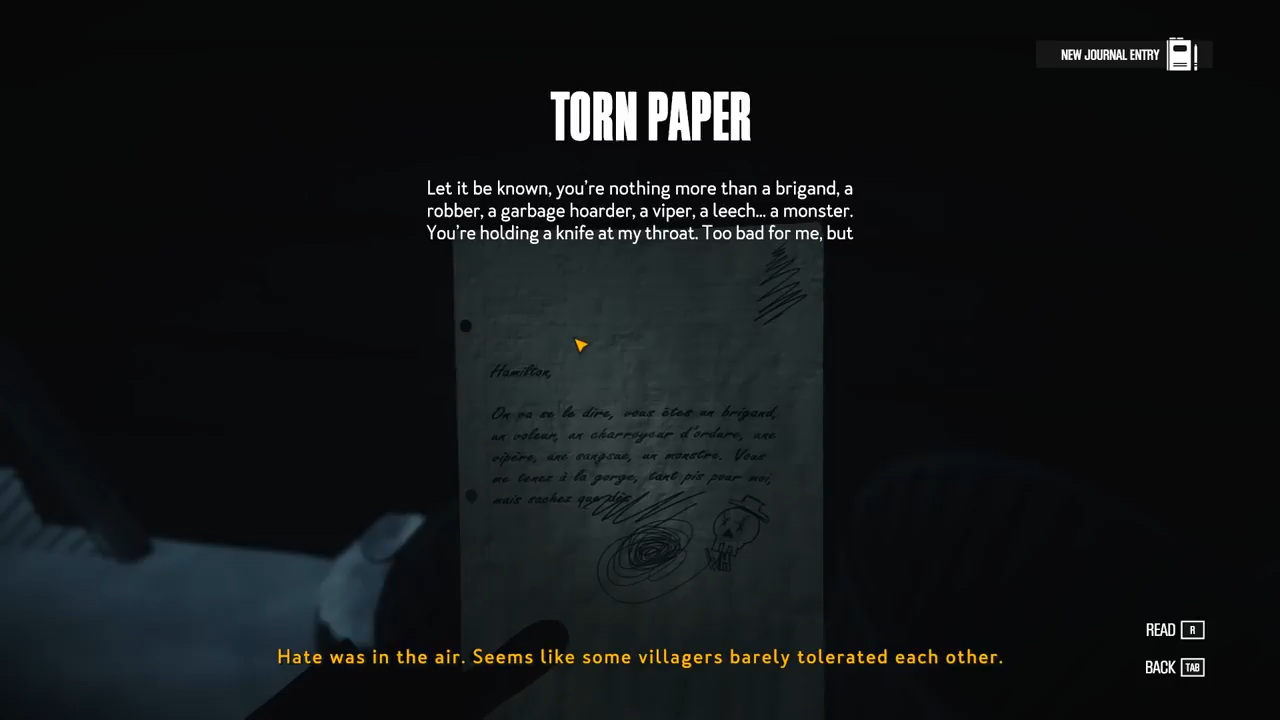 NEW JOURNAL ENTRY
TORN PAPER
Let it be known, you're nothing more than a brigand, a
robber, a garbage hoarder, a viper, a leech... a monster.
You're holding a knife at my throat. Too bad for me, but
Hamilton,
On va se le dire, vous êtes un brigand,
un voleur, un charroyeur d'ordure, une
vipère, une sangsue, un monstre. Vous
me tenez à la gorge, tant pis pour moi,
mais sachez que dès
Hate was in the air. Seems like some villagers barely tolerated each other.
READ R
BACK TAB